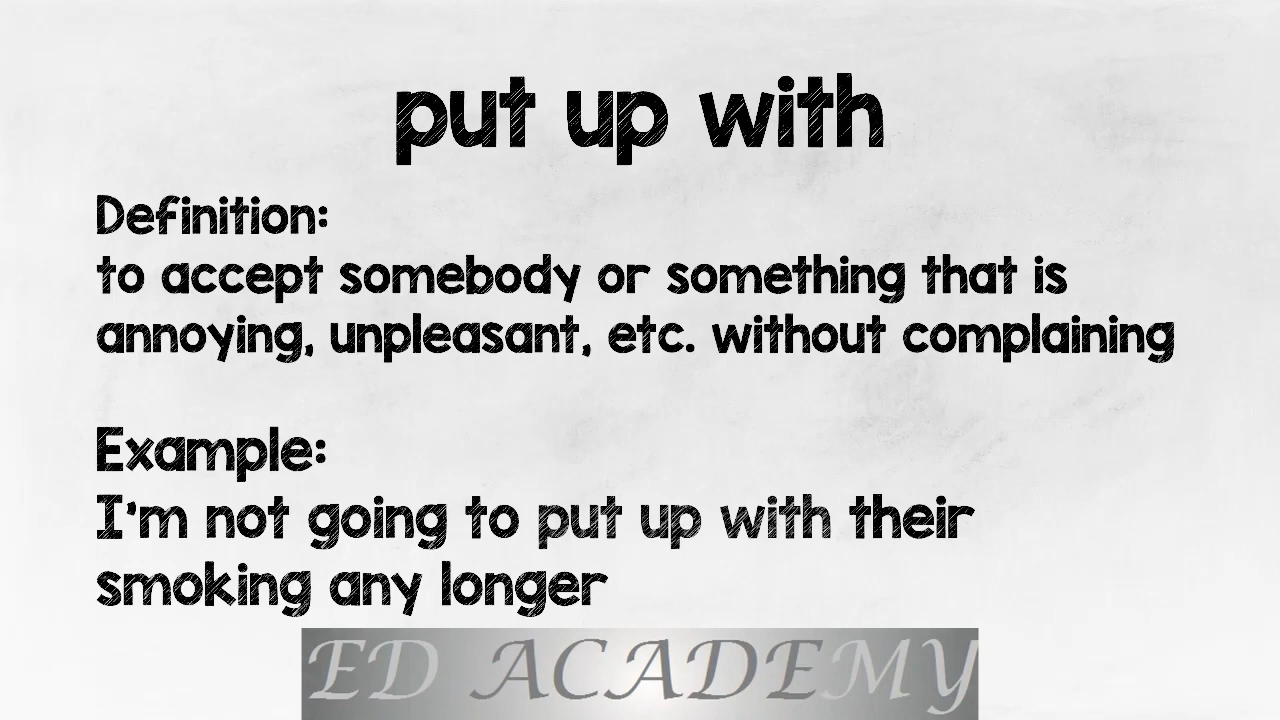 put up with
Definition:
to accept somebody or something that is
annoying, unpleasant, etc. without complaining
Example:
I'm not going to put up with their
smoking any longer
ED ACADEMY